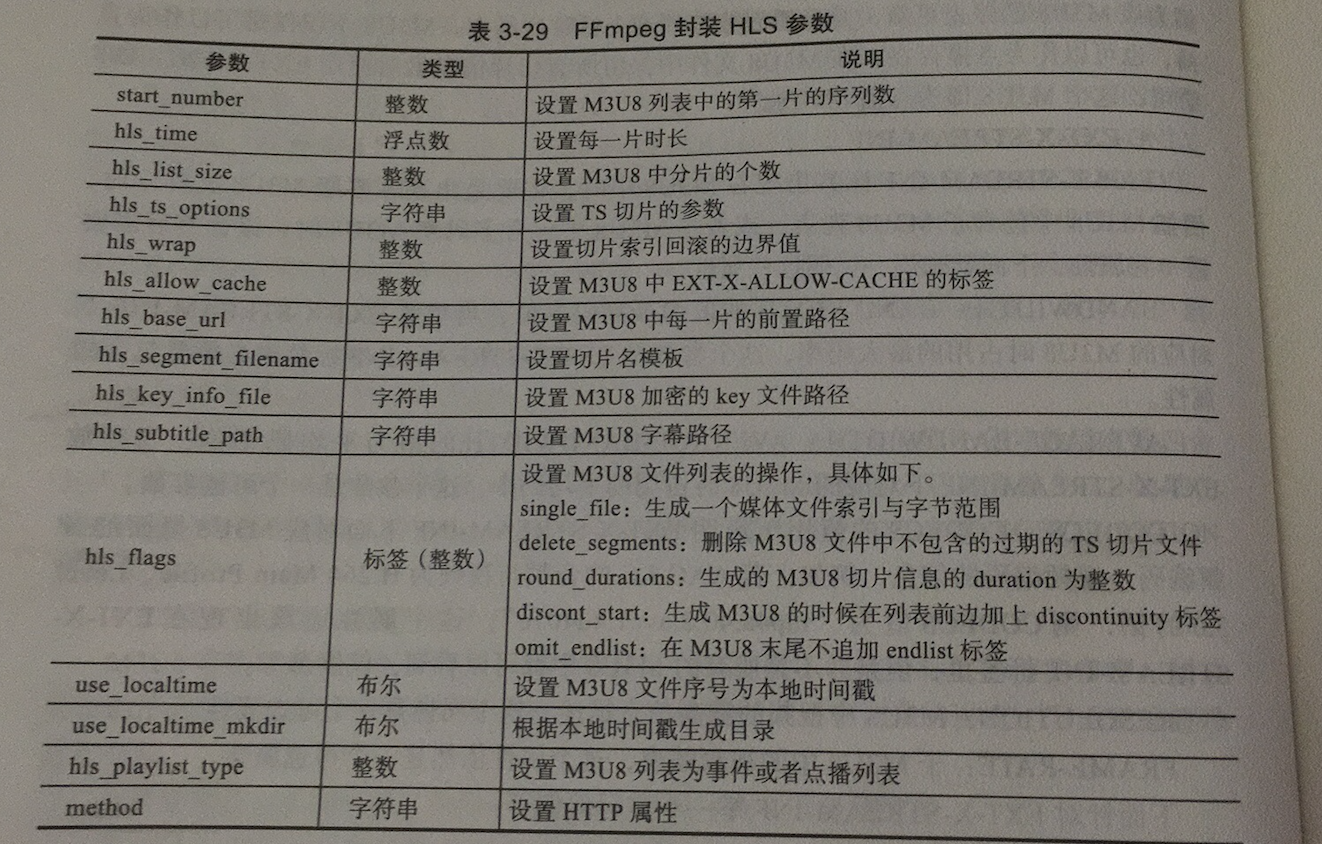 表 3-29 FFmpeg 封装 HLS 参数
参数 类型 说明
start_number 整数 设置 M3U8 列表中的第一片的序列数
hls_time 浮点数 设置每一片时长
hls_list_size 整数 设置 M3U8 中分片的个数
hls_ts_options 字符串 设置 TS 切片的参数
hls_wrap 整数 设置切片索引回滚的边界值
hls_allow_cache 整数 设置 M3U8 中 EXT-X-ALLOW-CACHE 的标签
hls_base_url 字符串 设置 M3U8 中每一片的前置路径
hls_segment_filename 字符串 设置切片名模板
hls_key_info_file 字符串 设置 M3U8 加密的 key 文件路径
hls_subtitle_path 字符串 设置 M3U8 字幕路径
hls_flags 标签（整数） 设置 M3U8 文件列表的操作，具体如下。
single_file：生成一个媒体文件索引与字节范围
delete_segments：删除 M3U8 文件中不包含的过期的 TS 切片文件
round_durations：生成的 M3U8 切片信息的 duration 为整数
discont_start：生成 M3U8 的时候在列表前边加上 discontinuity 标签
omit_endlist：在 M3U8 末尾不追加 endlist 标签
use_localtime 布尔 设置 M3U8 文件序号为本地时间戳
use_localtime_mkdir 布尔 根据本地时间戳生成目录
hls_playlist_type 整数 设置 M3U8 列表为事件或者点播列表
method 字符串 设置 HTTP 属性